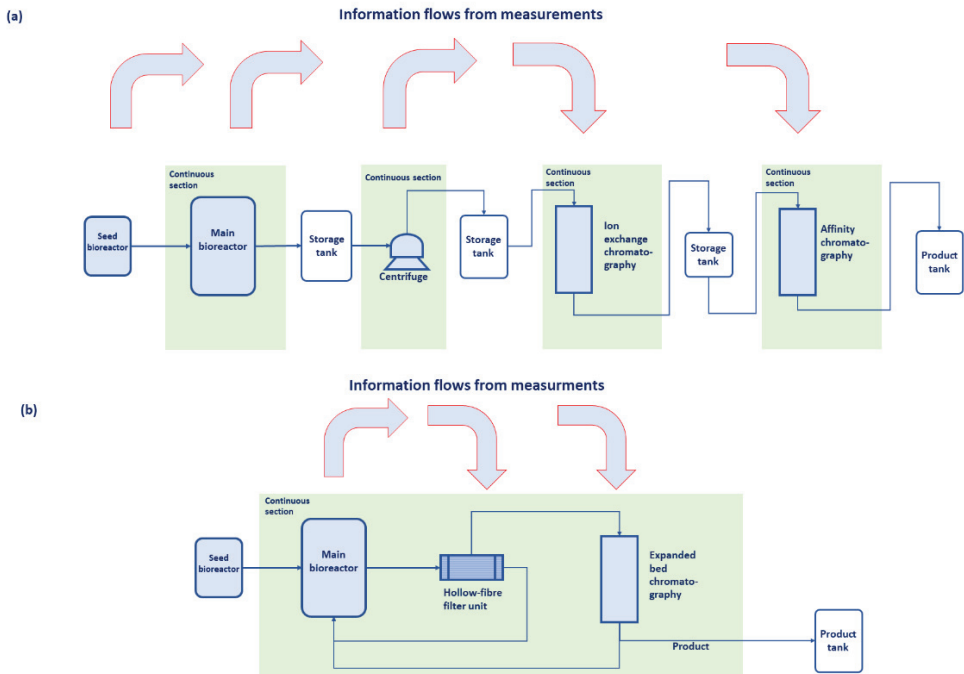 (a)
Information flows from measurements
Continuous
section
Continuous section
Continuous
section
Continuous
section
Seed
bioreactor
Main
bioreactor
Storage
tank
Centrifuge
Storage
tank
Ion
exchange
chromato-
graphy
Storage
tank
Affinity
chromato-
graphy
Product
tank
Information flows from measurments
(b)
Continuous
section
Seed
bioreactor
Main
bioreactor
Hollow-fibre
filter unit
Expanded
bed
chromato-
graphy
Product
Product
tank